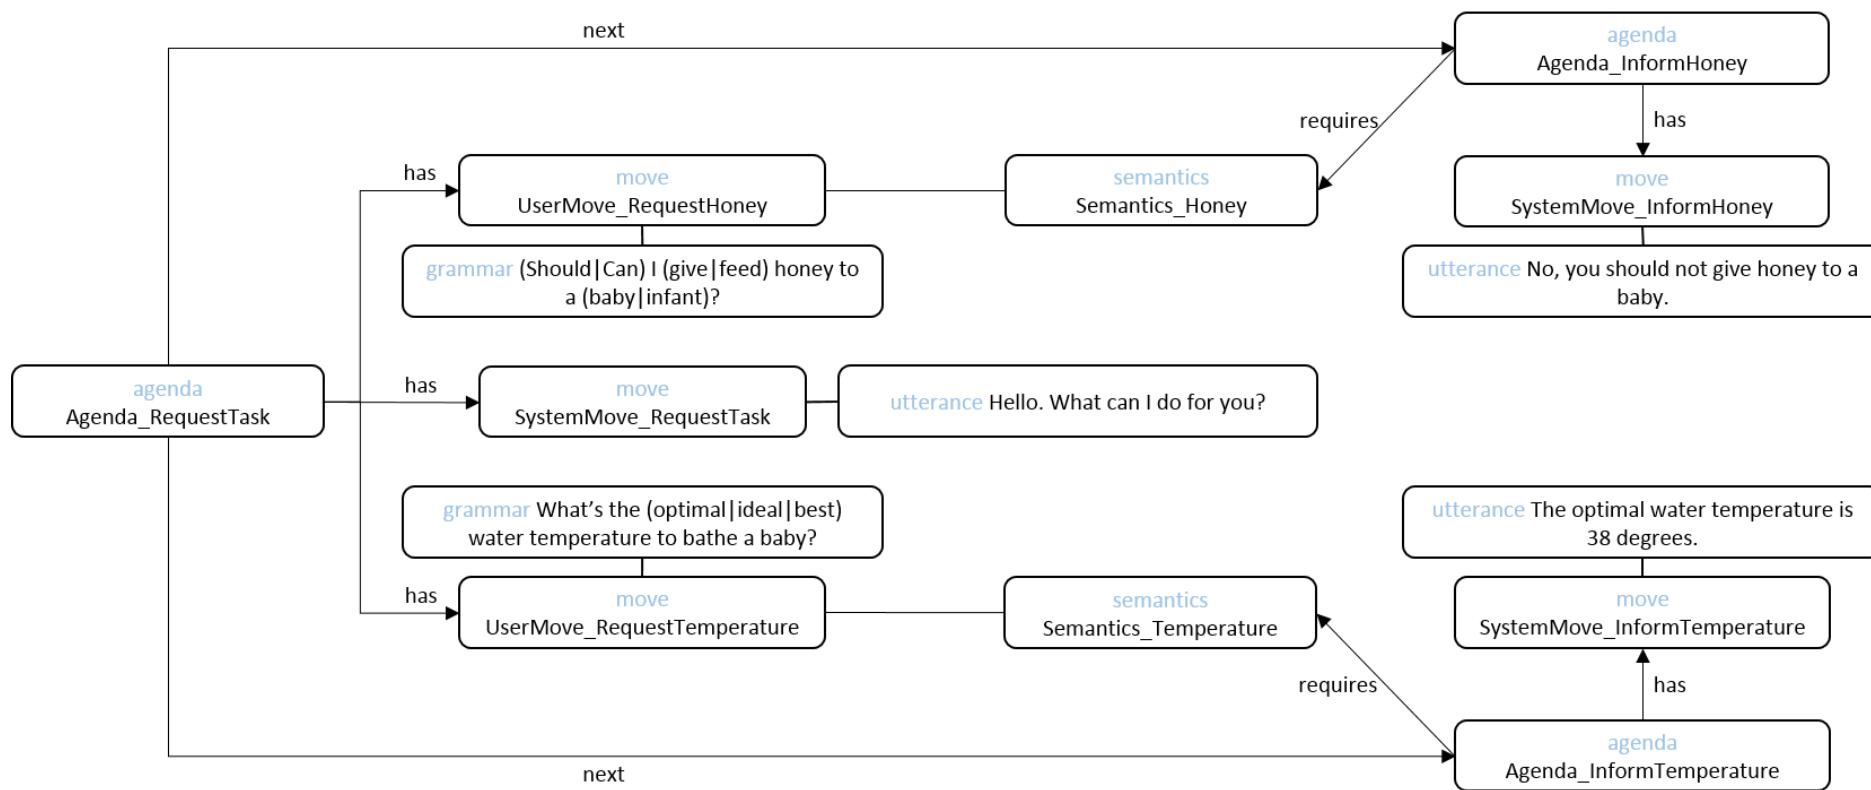 next
agenda
Agenda_InformHoney
requires
has
has
move
UserMove_RequestHoney
semantics
Semantics_Honey
move
SystemMove_InformHoney
grammar (Should|Can) I (give|feed) honey to
a (baby|infant)?
utterance No, you should not give honey to a
baby.
agenda
Agenda_RequestTask
has
move
SystemMove_RequestTask
utterance Hello. What can I do for you?
grammar What’s the (optimal|ideal|best)
water temperature to bathe a baby?
utterance The optimal water temperature is
38 degrees.
has
move
UserMove_RequestTemperature
semantics
Semantics_Temperature
move
SystemMove_InformTemperature
requires
has
next
agenda
Agenda_InformTemperature